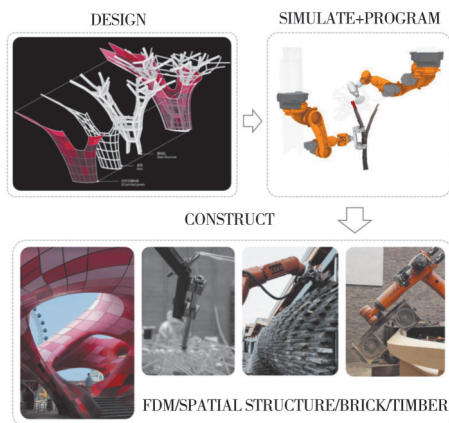 DESIGN
SIMULATE+PROGRAM
CONSTRUCT
FDM/SPATIAL STRUCTURE/BRICK/TIMBER